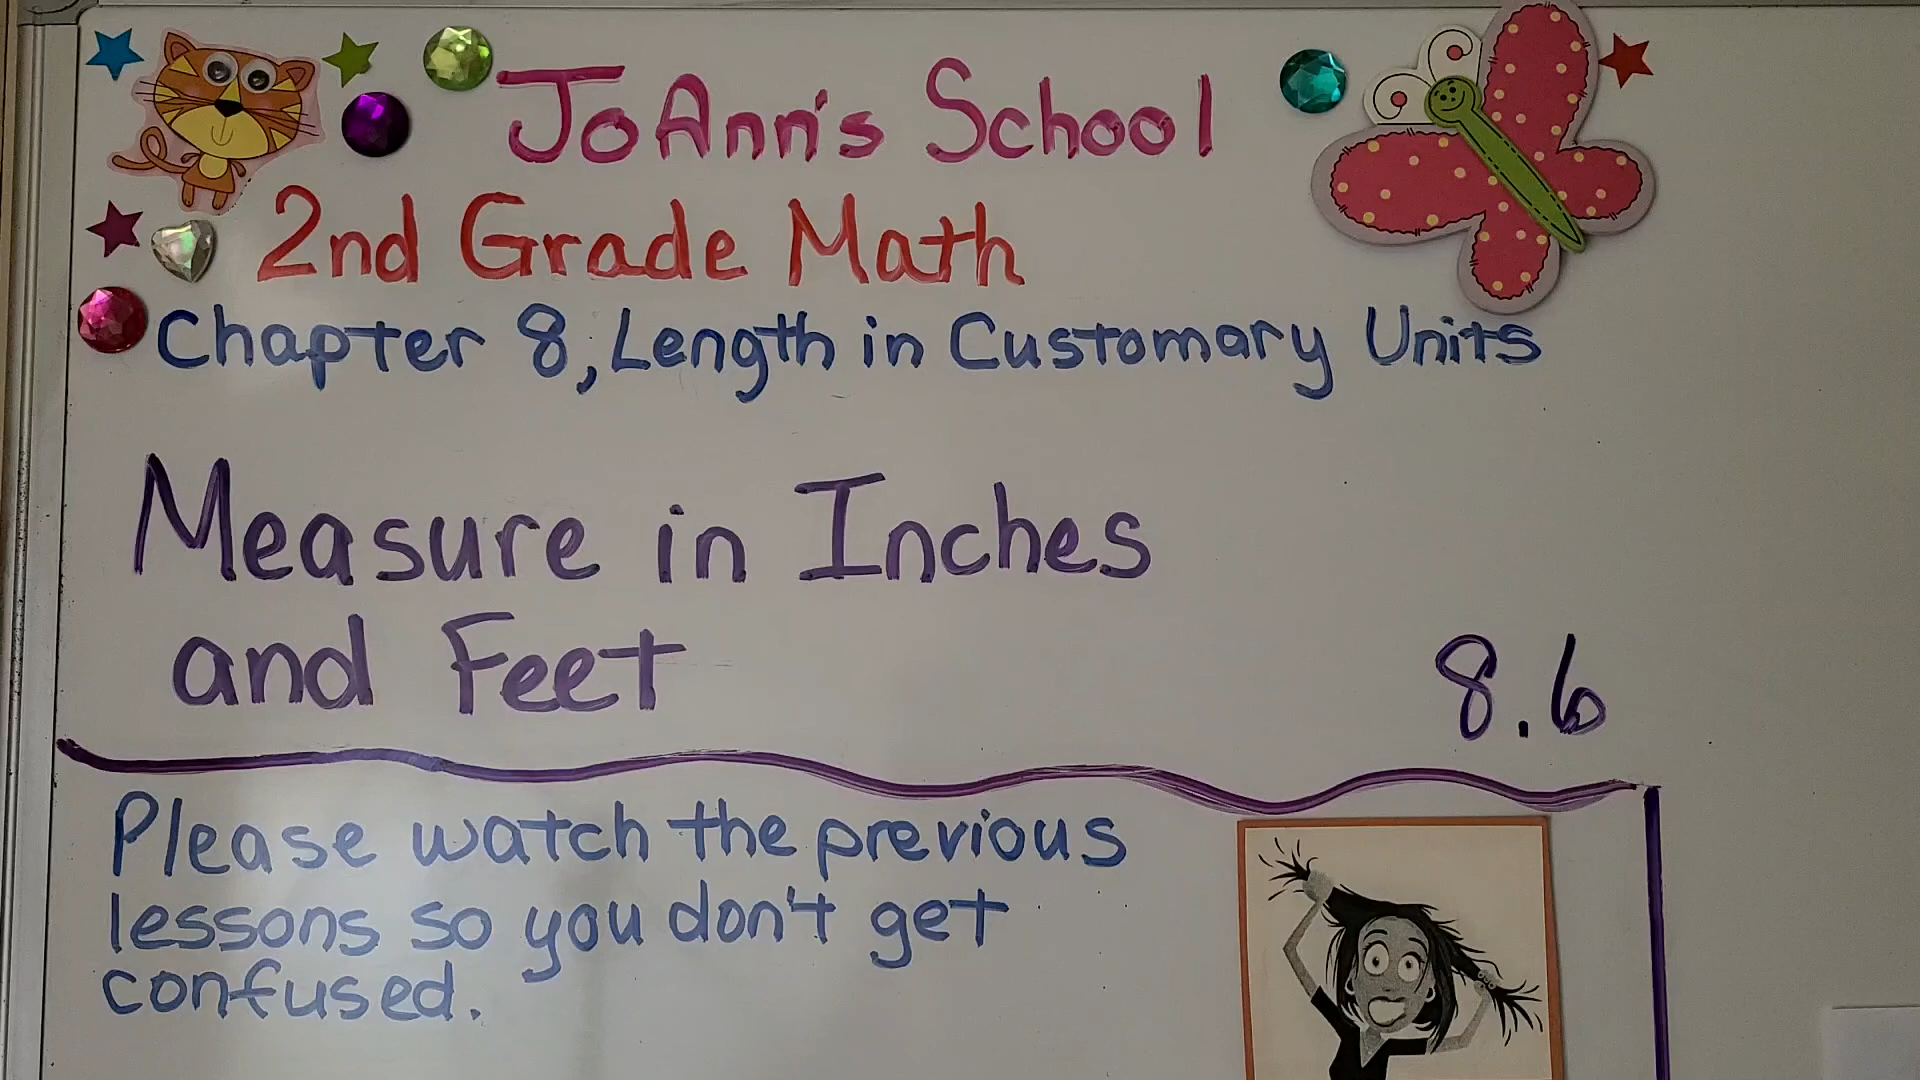 JoAnn's School
2nd Grade Math
Chapter 8, Length in Customary Units
Measure in Inches
and Feet
8.6
Please watch the previous
lessons so you don't get
confused.